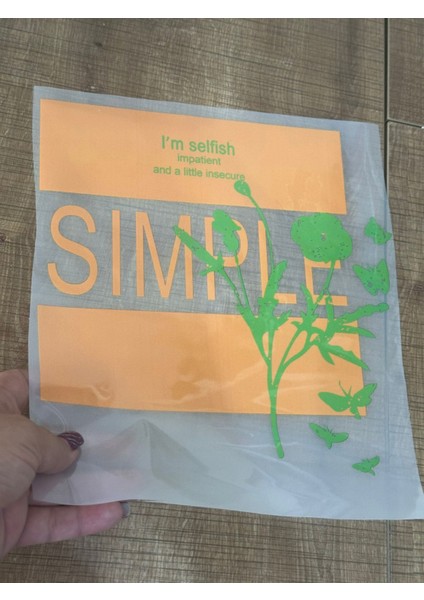 I'm selfish
impatient
and a little insecure
SIMPLE